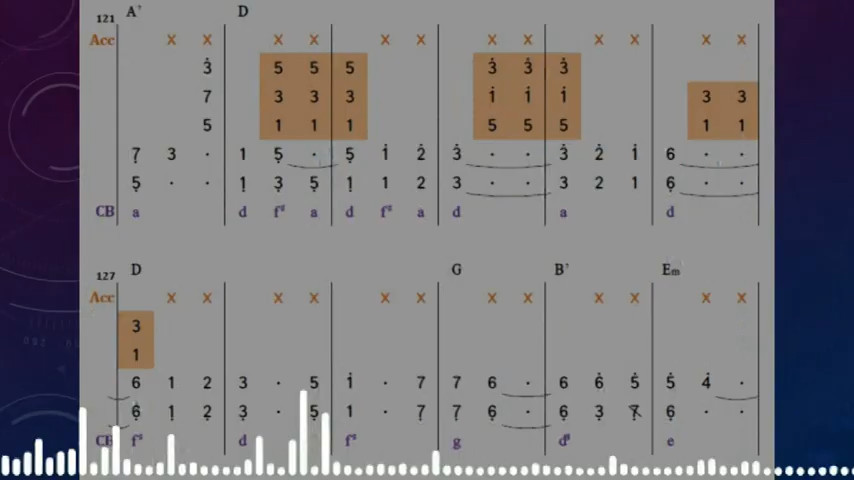 A⁷ D
121
Acc x x x x x x x x x x x x
3̇ 5 5 5 3̇ 3̇ 3̇
7 3 3 3 1̇ 1̇ 1̇ 3 3
5 1 1 1 5 5 5 1 1
7̣ 3 · 1 5̣ · 5̣ 1̇ 2̇ 3̇ · · 3̇ 2̇ 1̇ 6 · ·
5̣ · · 1̣ 3̣ 5̣ 1̣ 1 2 3 · · 3 2 1 6̣ · ·
CB a d f♯ a d f♯ a d a d
D G B⁷ Em
127
Acc x x x x x x x x x x x x
3
1
6 1 2 3 · 5 1̇ · 7 7 6 · 6 6 5 5 4 ·
6̣ 1̣ 2̣ 3̣ · 5 1 · 7̣ 7̣ 6̣ · 6̣ 3 7̣ 6̣ · ·
CB f♯ d f♯ g d♯ e